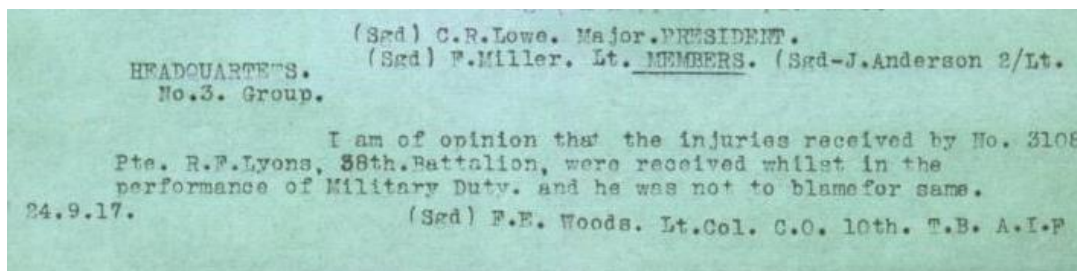 (Sgd) C.R.Lowe. Major.PRESIDENT.
(Sgd) F.Miller. Lt. MEMBERS. (Sgd-J.Anderson 2/Lt.
HEADQUARTERS.
No.3. Group.
I am of opinion that the injuries received by No. 3108
Pte. R.F.Lyons, 38th.Battalion, were received whilst in the
performance of Military Duty. and he was not to blamefor same.
24.9.17. (Sgd) F.E. Woods. Lt.Col. C.O. 10th. T.B. A.I.F